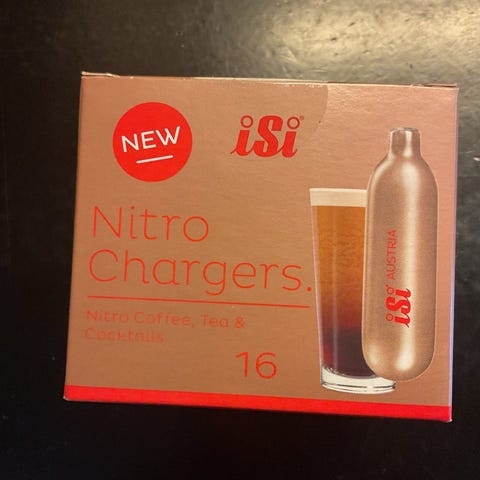 NEW
iSi
Nitro
Chargers.
Nitro Coffee, Tea &
Cocktails
16
iSi AUSTRIA